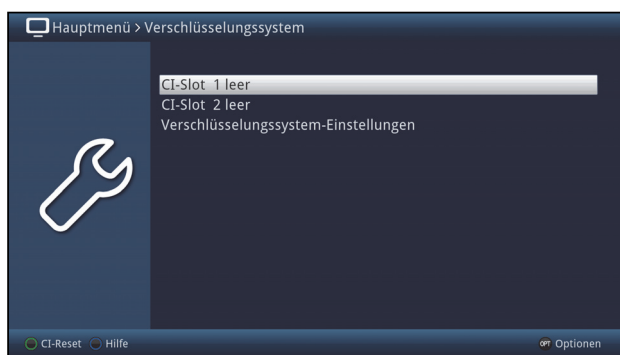 Hauptmenü > Verschlüsselungssystem
CI-Slot 1 leer
CI-Slot 2 leer
Verschlüsselungssystem-Einstellungen
CI-Reset Hilfe OPT Optionen